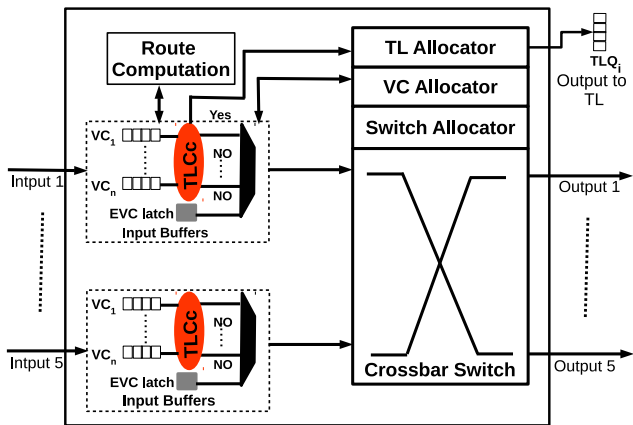 Route
Computation
TL Allocator
VC Allocator
Switch Allocator
TLQi
Output to
TL
Yes
VC1
TLCc
NO
VCn
NO
EVC latch
Input Buffers
Intput 1
Output 1
VC1
TLCc
NO
VCn
NO
EVC latch
Input Buffers
Intput 5
Crossbar Switch
Output 5